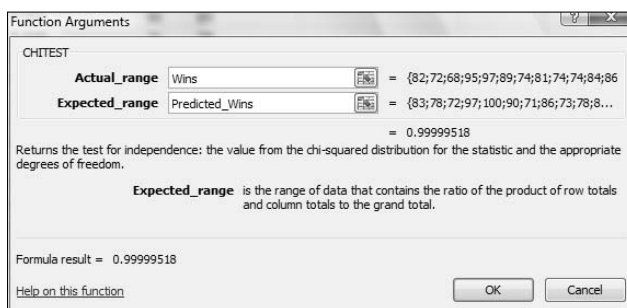 Function Arguments
CHITEST
Actual_range Wins = {82;72;68;95;97;89;74;81;74;74;84;86
Expected_range Predicted_Wins = {83;78;72;97;100;90;71;86;73;78;8...
= 0.99999518
Returns the test for independence: the value from the chi-squared distribution for the statistic and the appropriate
degrees of freedom.
Expected_range is the range of data that contains the ratio of the product of row totals
and column totals to the grand total.
Formula result = 0.99999518
Help on this function OK Cancel